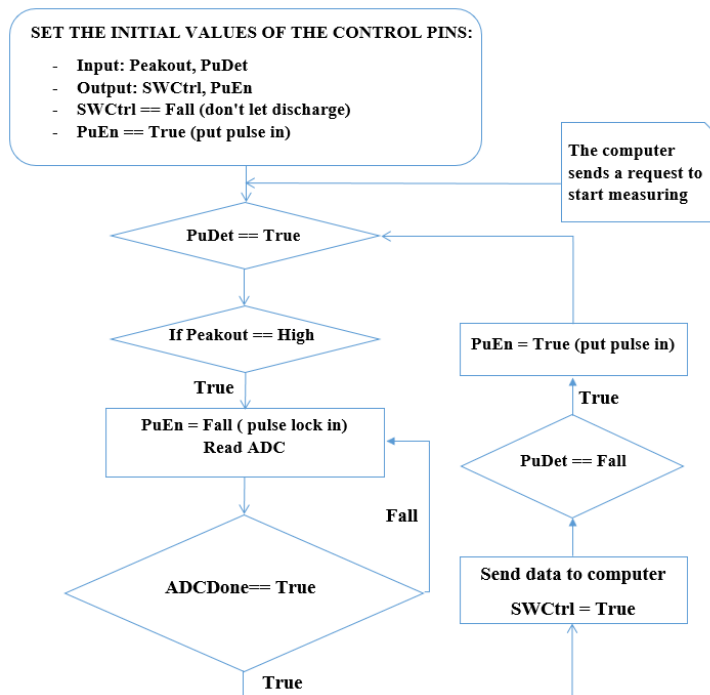 SET THE INITIAL VALUES OF THE CONTROL PINS:
- Input: Peakout, PuDet
- Output: SWCtrl, PuEn
- SWCtrl == Fall (don't let discharge)
- PuEn == True (put pulse in)
The computer
sends a request to
start measuring
PuDet == True
If Peakout == High
True
PuEn = Fall ( pulse lock in)
Read ADC
Fall
ADCDone== True
True
Send data to computer
SWCtrl = True
PuDet == Fall
True
PuEn = True (put pulse in)